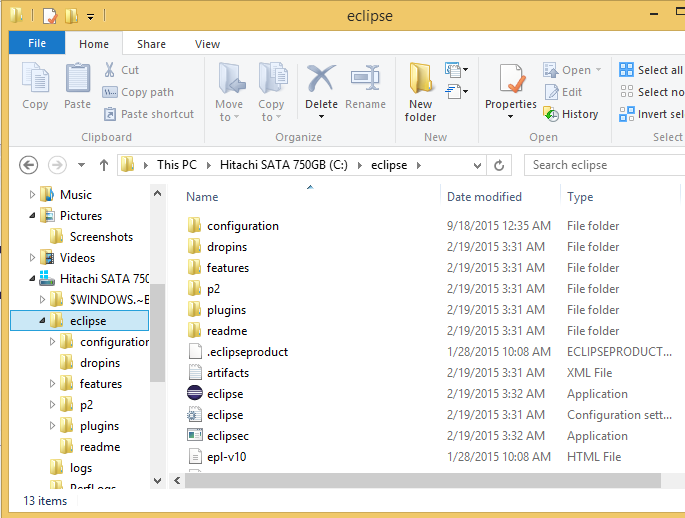 eclipse
File Home Share View
Copy
Paste
Cut
Copy path
Paste shortcut
Clipboard
Move to
Copy to
Delete
Rename
Organize
New folder
New
Properties
Open
Edit
History
Open
Select all
Select no
Invert sel
Select
This PC Hitachi SATA 750GB (C:) eclipse
Search eclipse
Music
Pictures
Screenshots
Videos
Hitachi SATA 750
$WINDOWS.~B
eclipse
configuration
dropins
features
p2
plugins
readme
logs
PerfLogs
Name Date modified Type
configuration 9/18/2015 12:35 AM File folder
dropins 2/19/2015 3:31 AM File folder
features 2/19/2015 3:31 AM File folder
p2 2/19/2015 3:31 AM File folder
plugins 2/19/2015 3:31 AM File folder
readme 2/19/2015 3:31 AM File folder
.eclipseproduct 1/28/2015 10:08 AM ECLIPSEPRODUCT...
artifacts 2/19/2015 3:31 AM XML File
eclipse 2/19/2015 3:32 AM Application
eclipse 2/19/2015 3:31 AM Configuration sett...
eclipsec 2/19/2015 3:32 AM Application
epl-v10 1/28/2015 10:08 AM HTML File
13 items